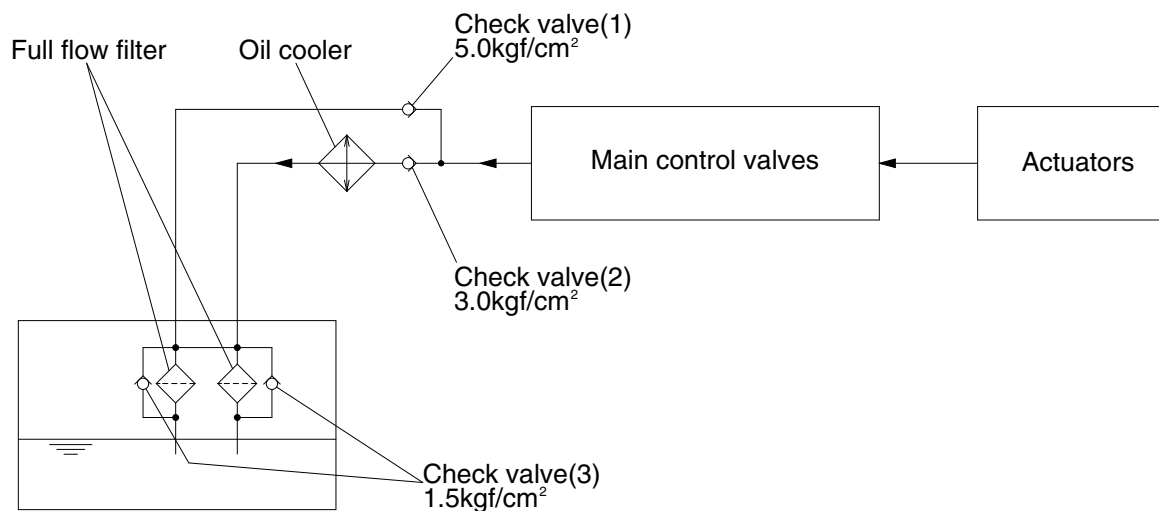 Check valve(1)
5.0kgf/cm²
Full flow filter
Oil cooler
Main control valves
Actuators
Check valve(2)
3.0kgf/cm²
Check valve(3)
1.5kgf/cm²